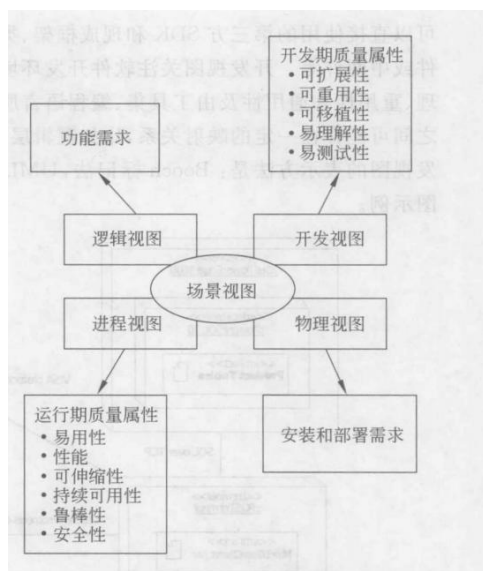 开发期质量属性
• 可扩展性
• 可重用性
• 可移植性
• 易理解性
• 易测试性
功能需求
逻辑视图
开发视图
场景视图
进程视图
物理视图
运行期质量属性
• 易用性
• 性能
• 可伸缩性
• 持续可用性
• 鲁棒性
• 安全性
安装和部署需求